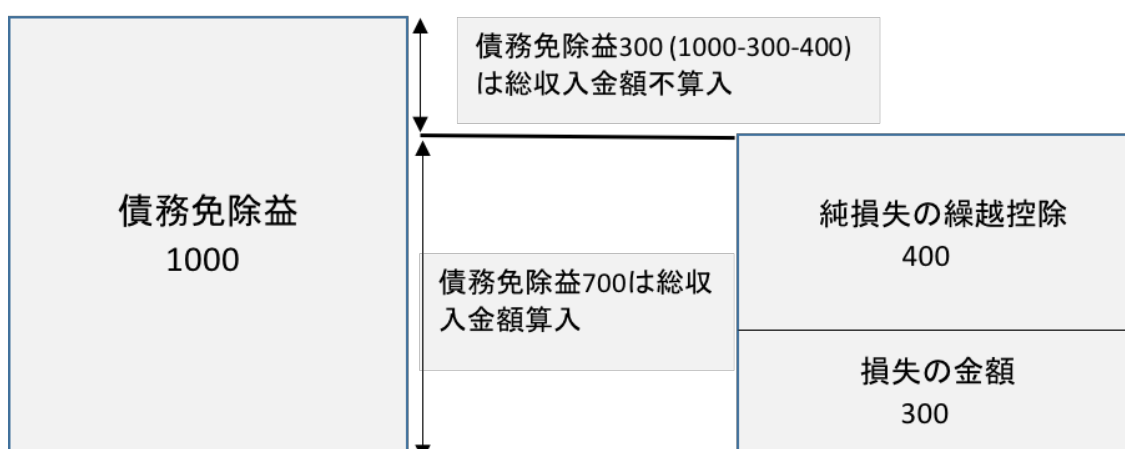 債務免除益300 (1000-300-400)
は総収入金額不算入
債務免除益
1000
債務免除益700は総収
入金額算入
純損失の繰越控除
400
損失の金額
300